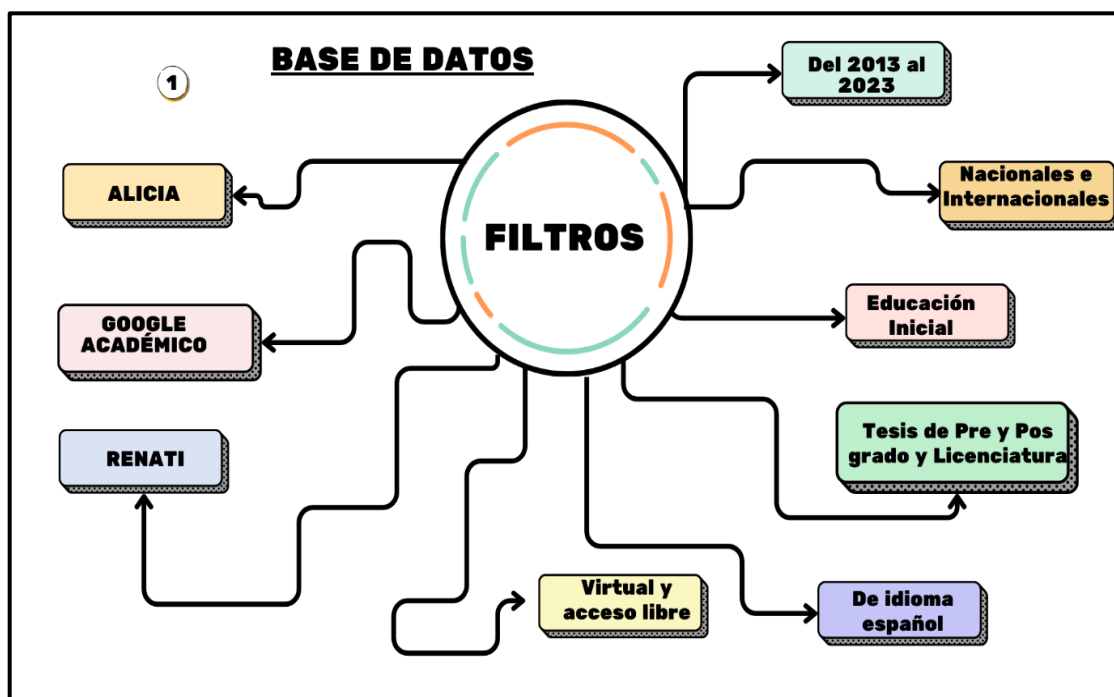 BASE DE DATOS
1
Del 2013 al
2023
ALICIA
Nacionales e
Internacionales
FILTROS
GOOGLE
ACADÉMICO
Educación
Inicial
RENATI
Tesis de Pre y Pos
grado y Licenciatura
Virtual y
acceso libre
De idioma
español